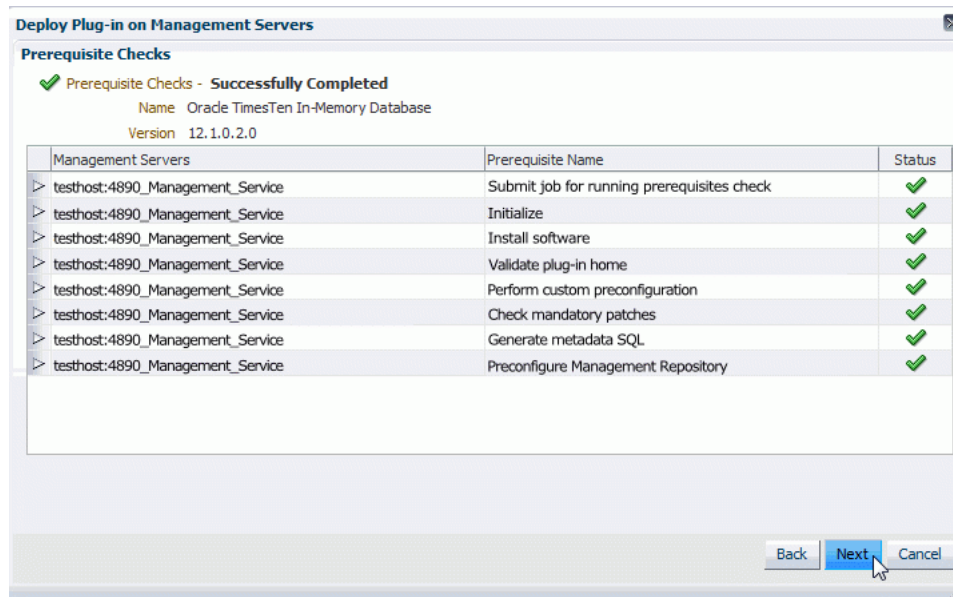 Deploy Plug-in on Management Servers
Prerequisite Checks
Prerequisite Checks - Successfully Completed
Name Oracle TimesTen In-Memory Database
Version 12.1.0.2.0
Management Servers Prerequisite Name Status
testhost:4890_Management_Service Submit job for running prerequisites check
testhost:4890_Management_Service Initialize
testhost:4890_Management_Service Install software
testhost:4890_Management_Service Validate plug-in home
testhost:4890_Management_Service Perform custom preconfiguration
testhost:4890_Management_Service Check mandatory patches
testhost:4890_Management_Service Generate metadata SQL
testhost:4890_Management_Service Preconfigure Management Repository
Back Next Cancel